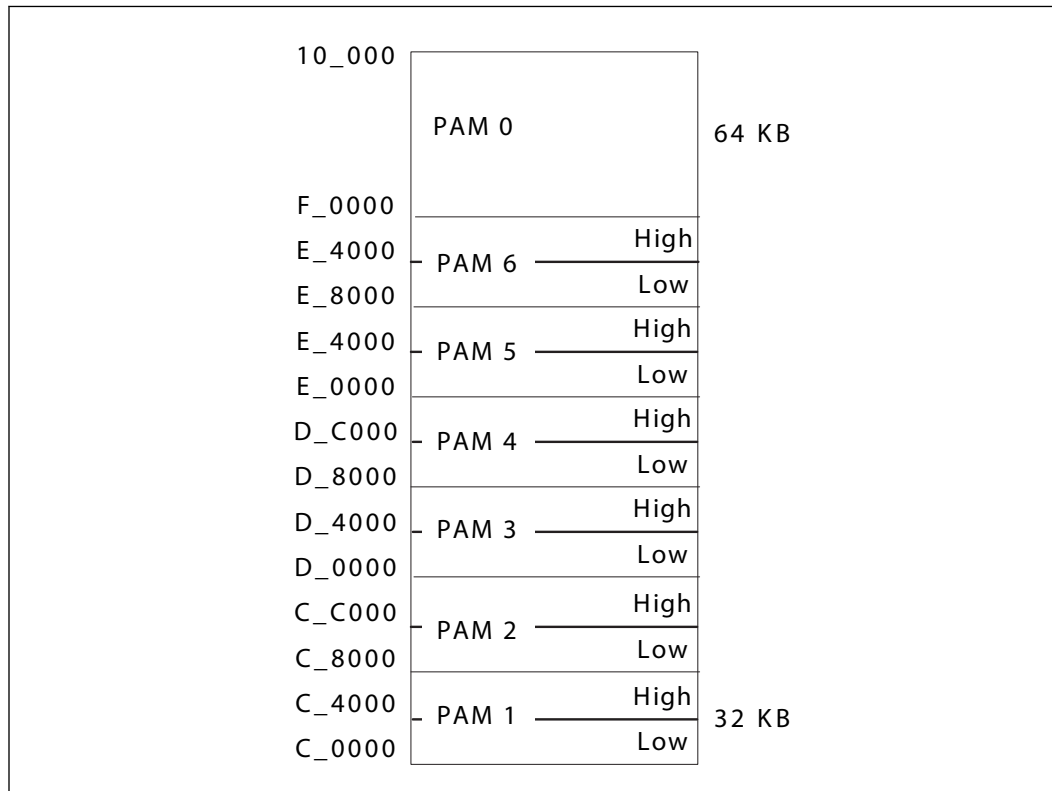 10_000
PAM 0
64 KB
F_0000
High
E_4000
PAM 6
Low
E_8000
High
E_4000
PAM 5
Low
E_0000
High
D_C000
PAM 4
Low
D_8000
High
D_4000
PAM 3
Low
D_0000
High
C_C000
PAM 2
Low
C_8000
High
C_4000
PAM 1
32 KB
Low
C_0000